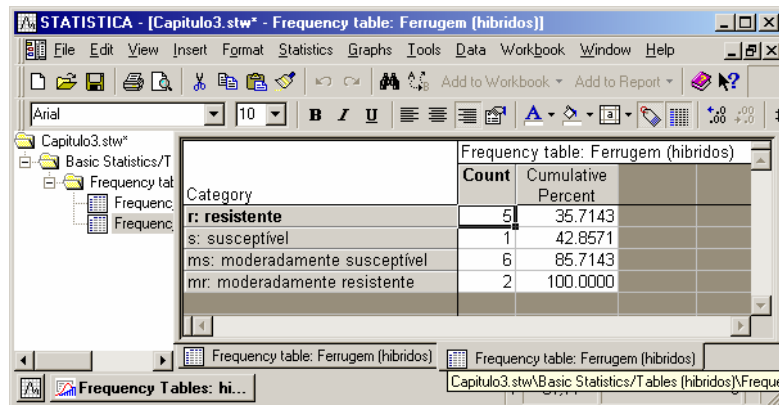 STATISTICA - [Capitulo3.stw* - Frequency table: Ferrugem (hibridos)]
File Edit View Insert Format Statistics Graphs Tools Data Workbook Window Help
Add to Workbook Add to Report
Arial 10 B I U
Capitulo3.stw*
Basic Statistics/T
Frequency tab
Frequenc
Frequenc
Frequency table: Ferrugem (hibridos)
Category Count Cumulative Percent
r: resistente 5 35.7143
s: susceptível 1 42.8571
ms: moderadamente susceptível 6 85.7143
mr: moderadamente resistente 2 100.0000
Frequency table: Ferrugem (hibridos) Frequency table: Ferrugem (hibridos)
Frequency Tables: hi...
Capitulo3.stw\Basic Statistics/Tables (hibridos)\Freque